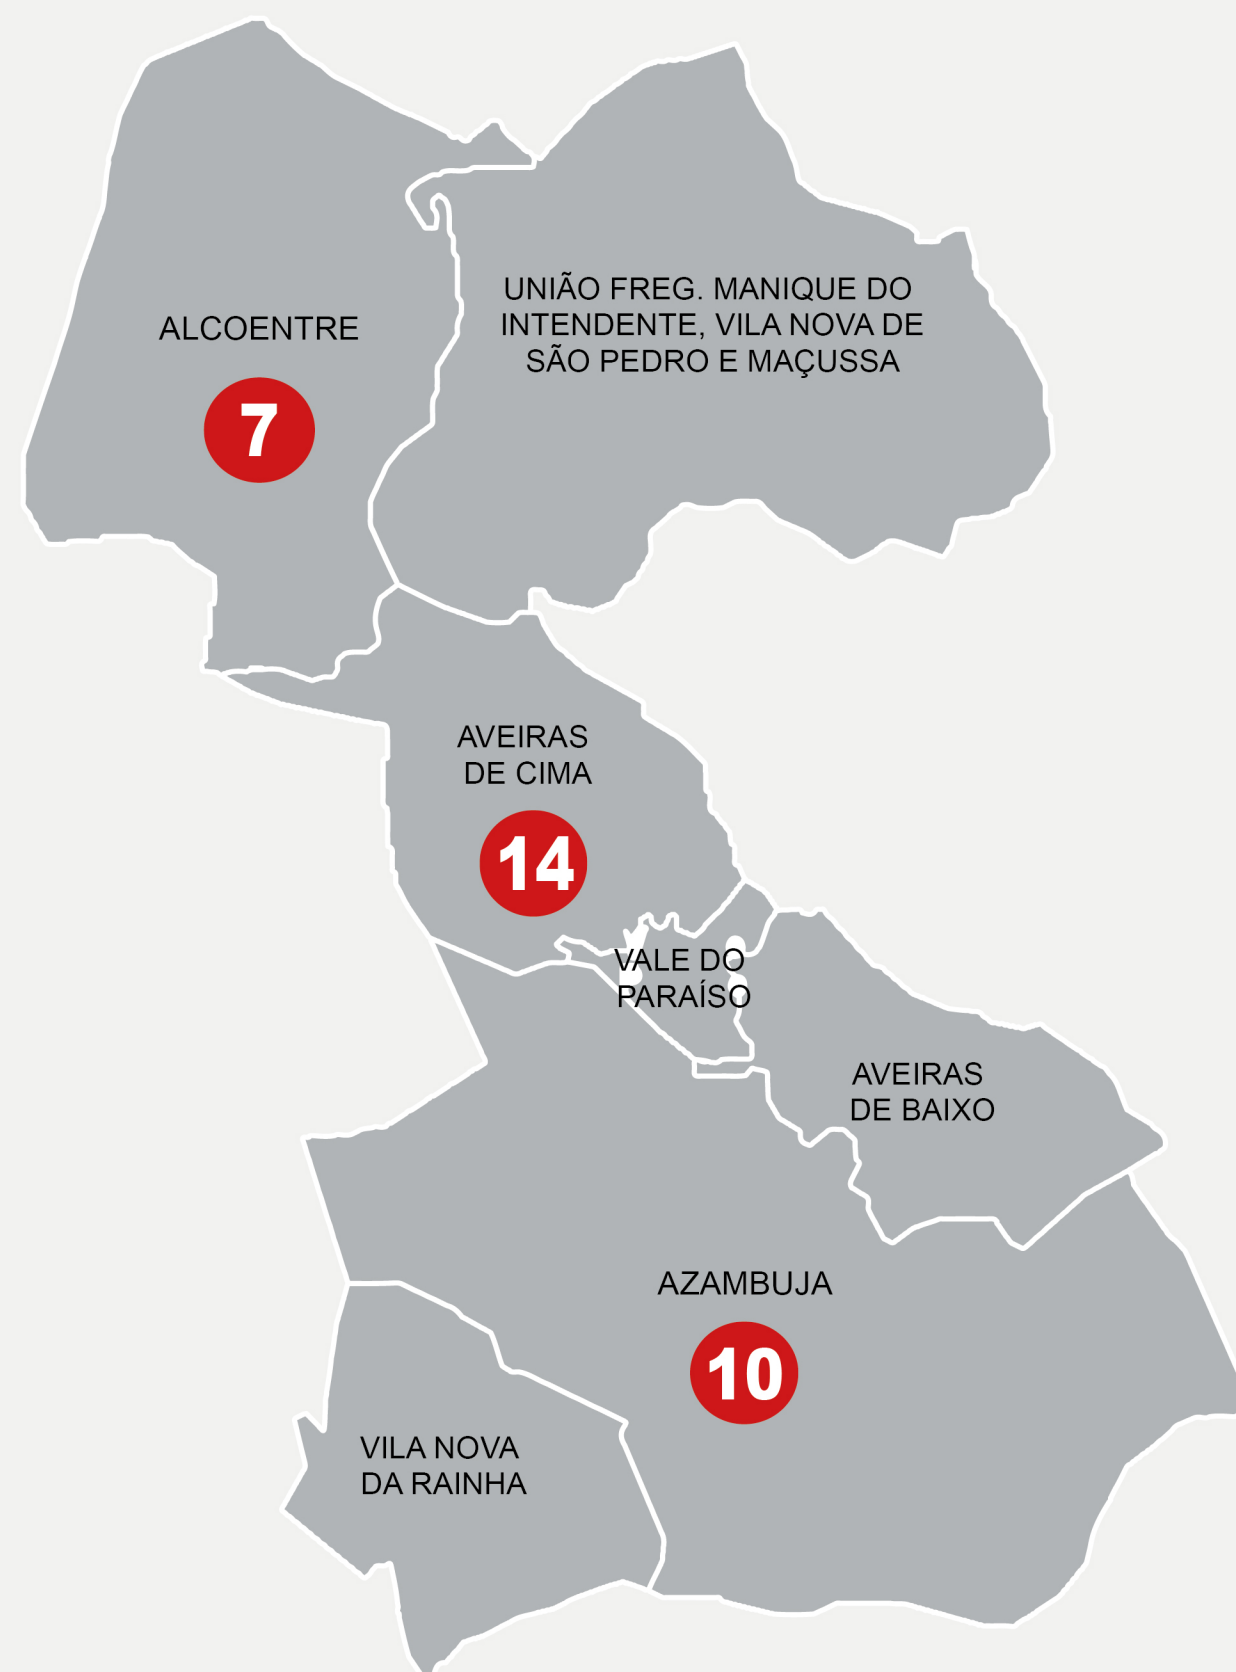 ALCOENTRE
7
UNIÃO FREG. MANIQUE DO
INTENDENTE, VILA NOVA DE
SÃO PEDRO E MAÇUSSA
AVEIRAS
DE CIMA
14
VALE DO
PARAÍSO
AVEIRAS
DE BAIXO
AZAMBUJA
10
VILA NOVA
DA RAINHA